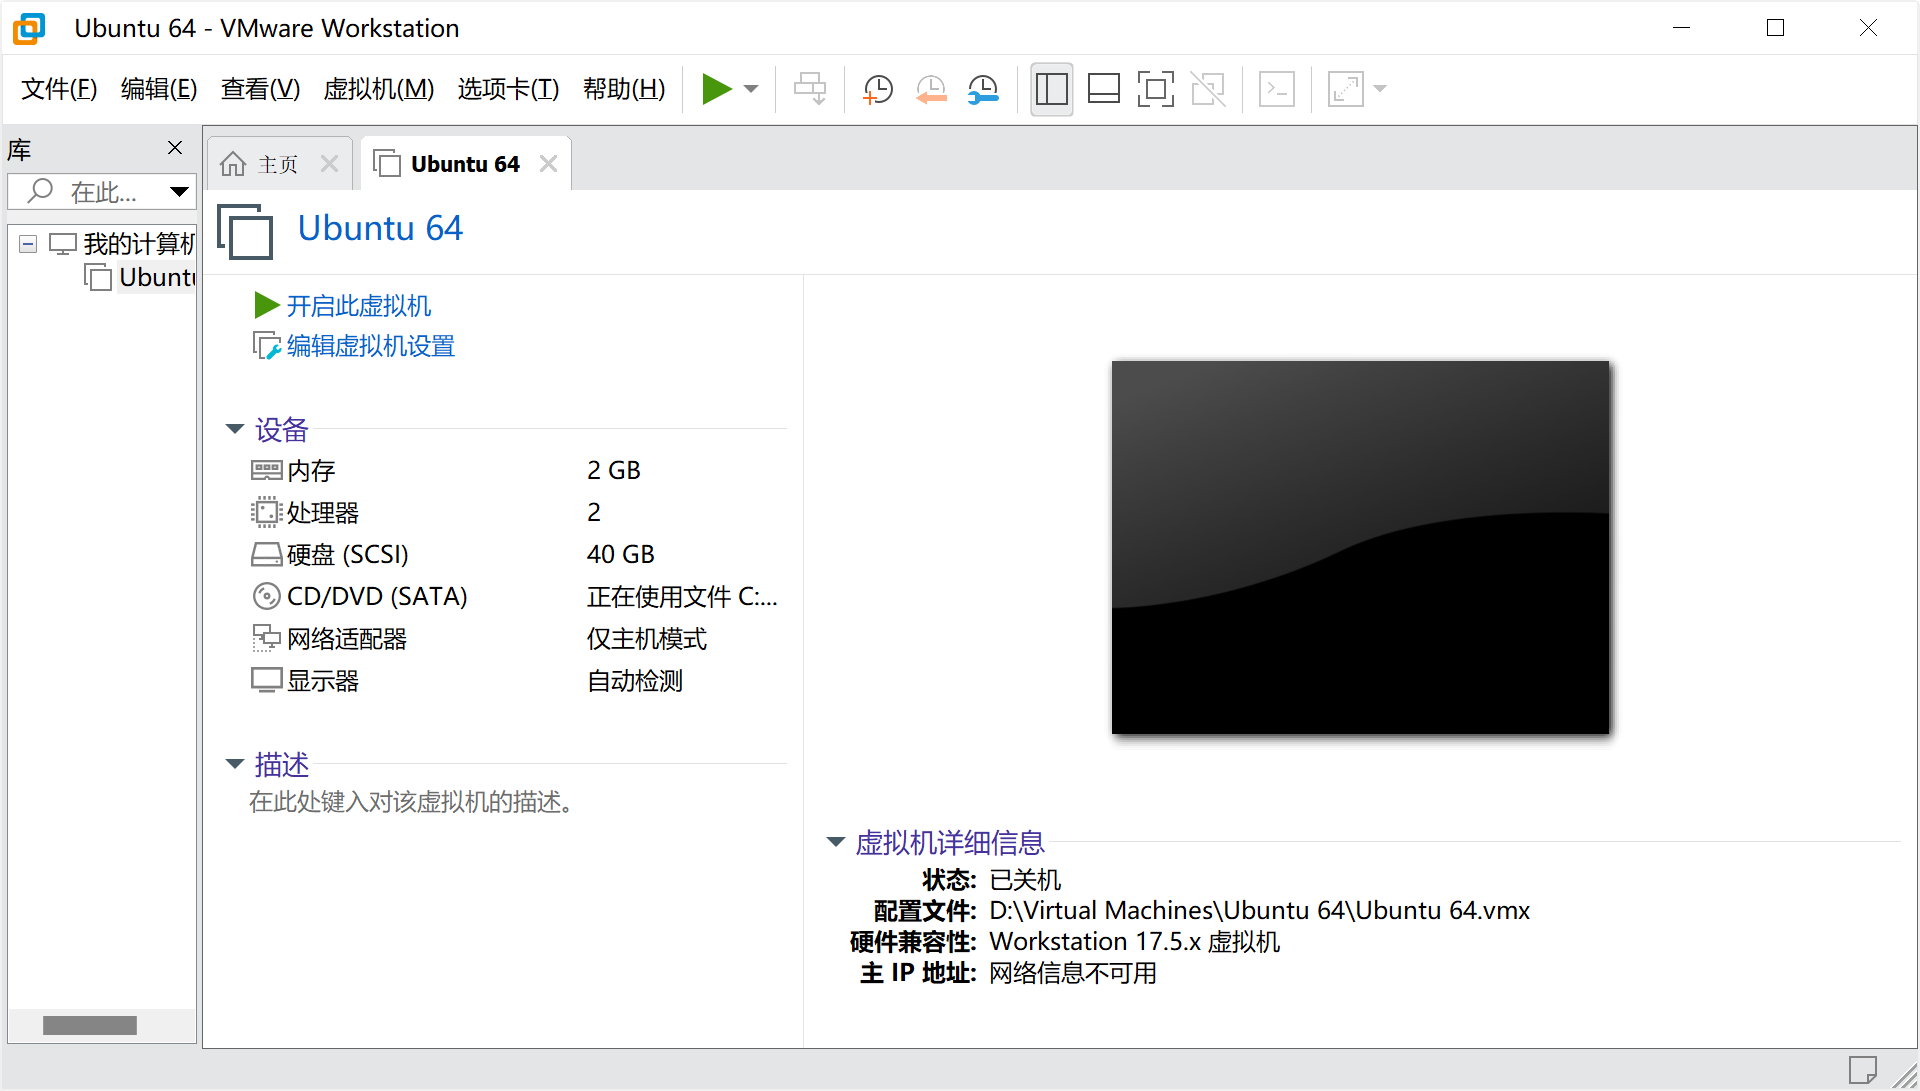 Ubuntu 64 - VMware Workstation
文件(F) 编辑(E) 查看(V) 虚拟机(M) 选项卡(T) 帮助(H)
库
在此...
我的计算机
Ubuntu
主页
Ubuntu 64
Ubuntu 64
开启此虚拟机
编辑虚拟机设置
设备
内存 2 GB
处理器 2
硬盘 (SCSI) 40 GB
CD/DVD (SATA) 正在使用文件 C:...
网络适配器 仅主机模式
显示器 自动检测
描述
在此处键入对该虚拟机的描述。
虚拟机详细信息
状态: 已关机
配置文件: D:\Virtual Machines\Ubuntu 64\Ubuntu 64.vmx
硬件兼容性: Workstation 17.5.x 虚拟机
主 IP 地址: 网络信息不可用